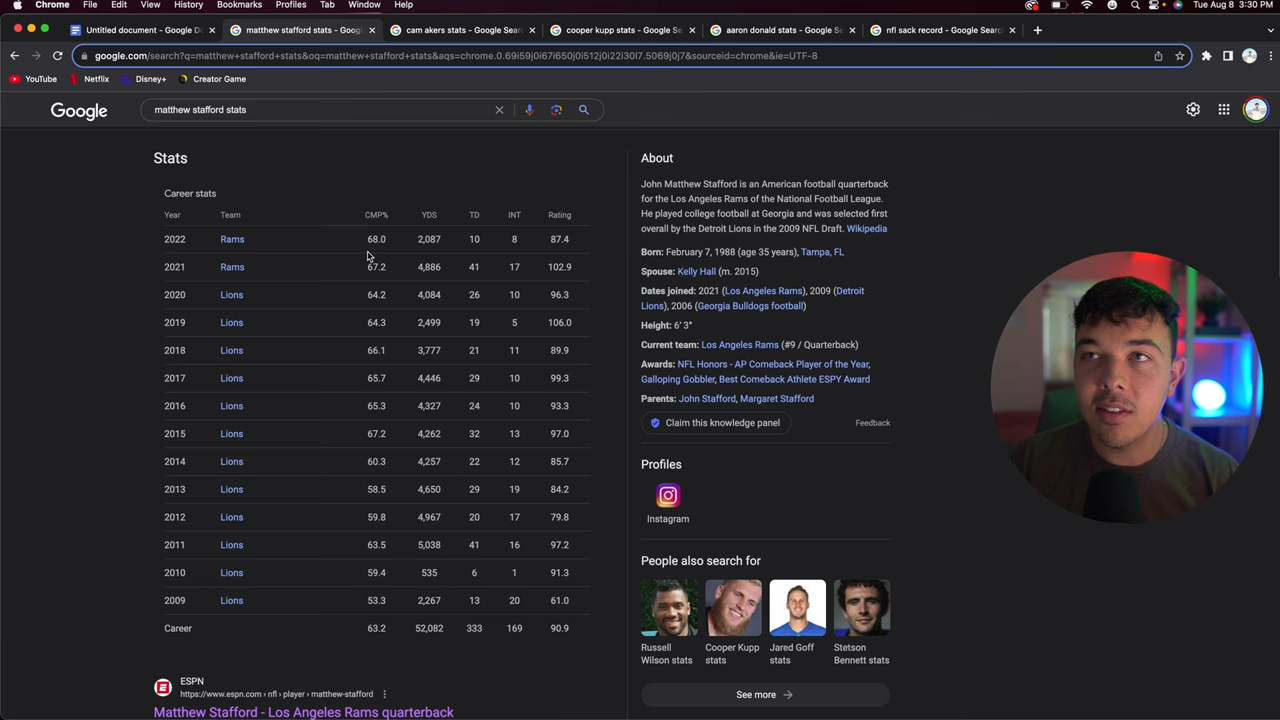 Chrome File Edit View History Bookmarks Profiles Tab Window Help Tue Aug 8 3:30 PM
Untitled document - Google D matthew stafford stats - Googl cam akers stats - Google Sear cooper kupp stats - Google Se aaron donald stats - Google S nfl sack record - Google Searc
google.com/search?q=matthew+stafford+stats&oq=matthew+stafford+stats&aqs=chrome.0.69i59j0i67i650j0i512j0i22i30l7.5069j0j7&sourceid=chrome&ie=UTF-8
YouTube Netflix Disney+ Creator Game
Google matthew stafford stats
Stats
Career stats
Year Team CMP% YDS TD INT Rating
2022 Rams 68.0 2,087 10 8 87.4
2021 Rams 67.2 4,886 41 17 102.9
2020 Lions 64.2 4,084 26 10 96.3
2019 Lions 64.3 2,499 19 5 106.0
2018 Lions 66.1 3,777 21 11 89.9
2017 Lions 65.7 4,446 29 10 99.3
2016 Lions 65.3 4,327 24 10 93.3
2015 Lions 67.2 4,262 32 13 97.0
2014 Lions 60.3 4,257 22 12 85.7
2013 Lions 58.5 4,650 29 19 84.2
2012 Lions 59.8 4,967 20 17 79.8
2011 Lions 63.5 5,038 41 16 97.2
2010 Lions 59.4 535 6 1 91.3
2009 Lions 53.3 2,267 13 20 61.0
Career 63.2 52,082 333 169 90.9
ESPN
https://www.espn.com › nfl › player › matthew-stafford
Matthew Stafford - Los Angeles Rams quarterback
About
John Matthew Stafford is an American football quarterback
for the Los Angeles Rams of the National Football League.
He played college football at Georgia and was selected first
overall by the Detroit Lions in the 2009 NFL Draft. Wikipedia
Born: February 7, 1988 (age 35 years), Tampa, FL
Spouse: Kelly Hall (m. 2015)
Dates joined: 2021 (Los Angeles Rams), 2009 (Detroit
Lions), 2006 (Georgia Bulldogs football)
Height: 6′ 3″
Current team: Los Angeles Rams (#9 / Quarterback)
Awards: NFL Honors - AP Comeback Player of the Year,
Galloping Gobbler, Best Comeback Athlete ESPY Award
Parents: John Stafford, Margaret Stafford
Claim this knowledge panel Feedback
Profiles
Instagram
People also search for
Russell Cooper Kupp Jared Goff Stetson
Wilson stats stats stats Bennett stats
See more